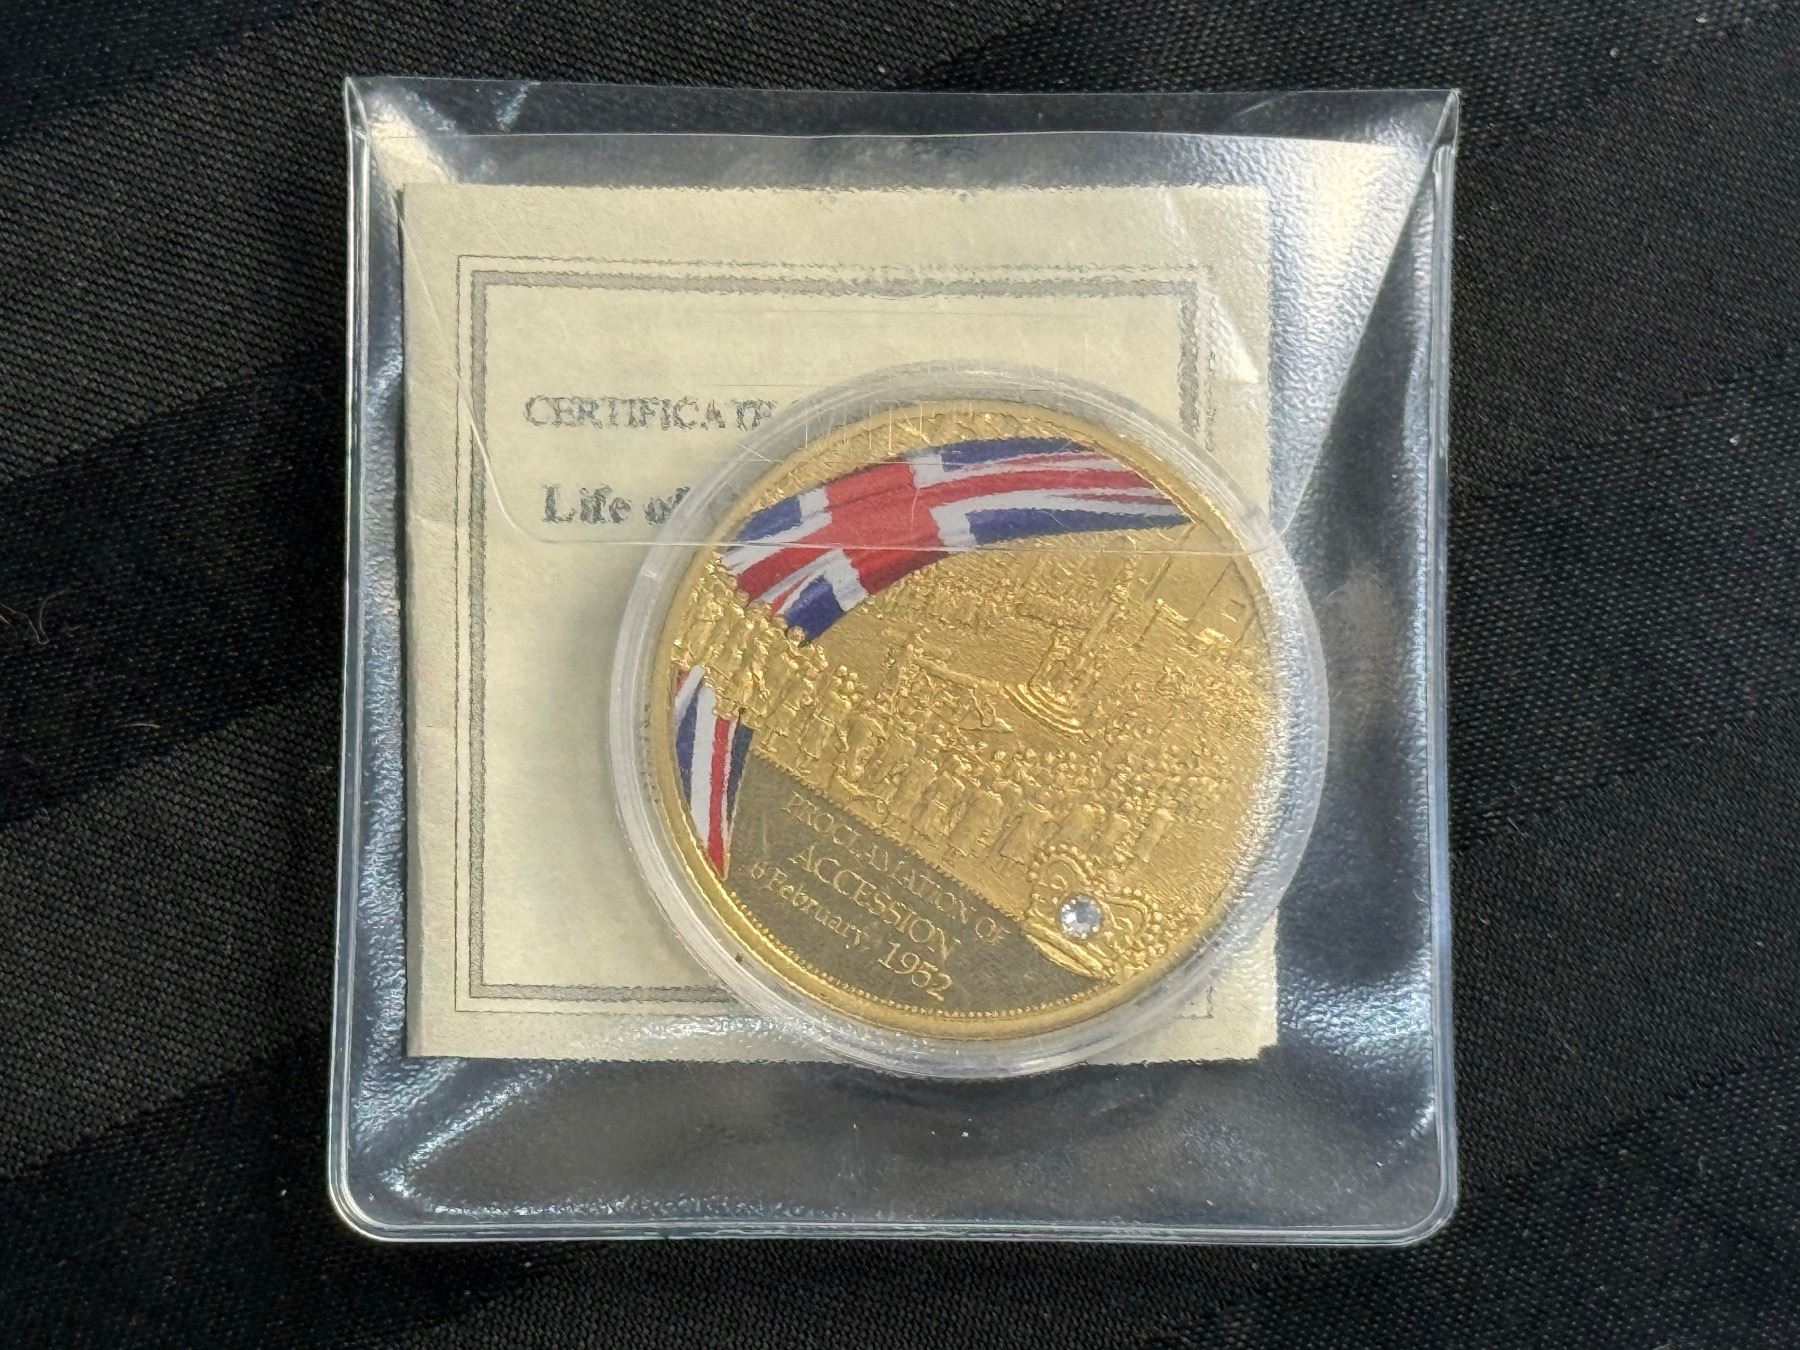 CERTIFICATE
Life of
PROCLAMATION OF
ACCESSION
6 February 1952